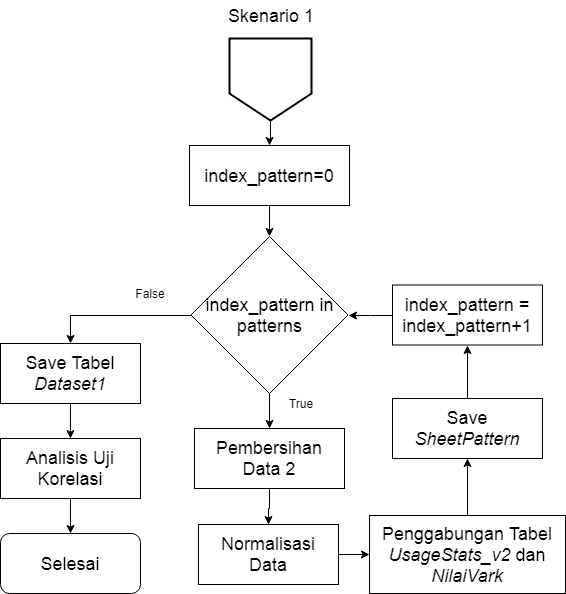 Skenario 1
index_pattern=0
index_pattern in
patterns
False
True
index_pattern =
index_pattern+1
Save Tabel
Dataset1
Save
SheetPattern
Pembersihan
Data 2
Analisis Uji
Korelasi
Normalisasi
Data
Penggabungan Tabel
UsageStats_v2 dan
NilaiVark
Selesai